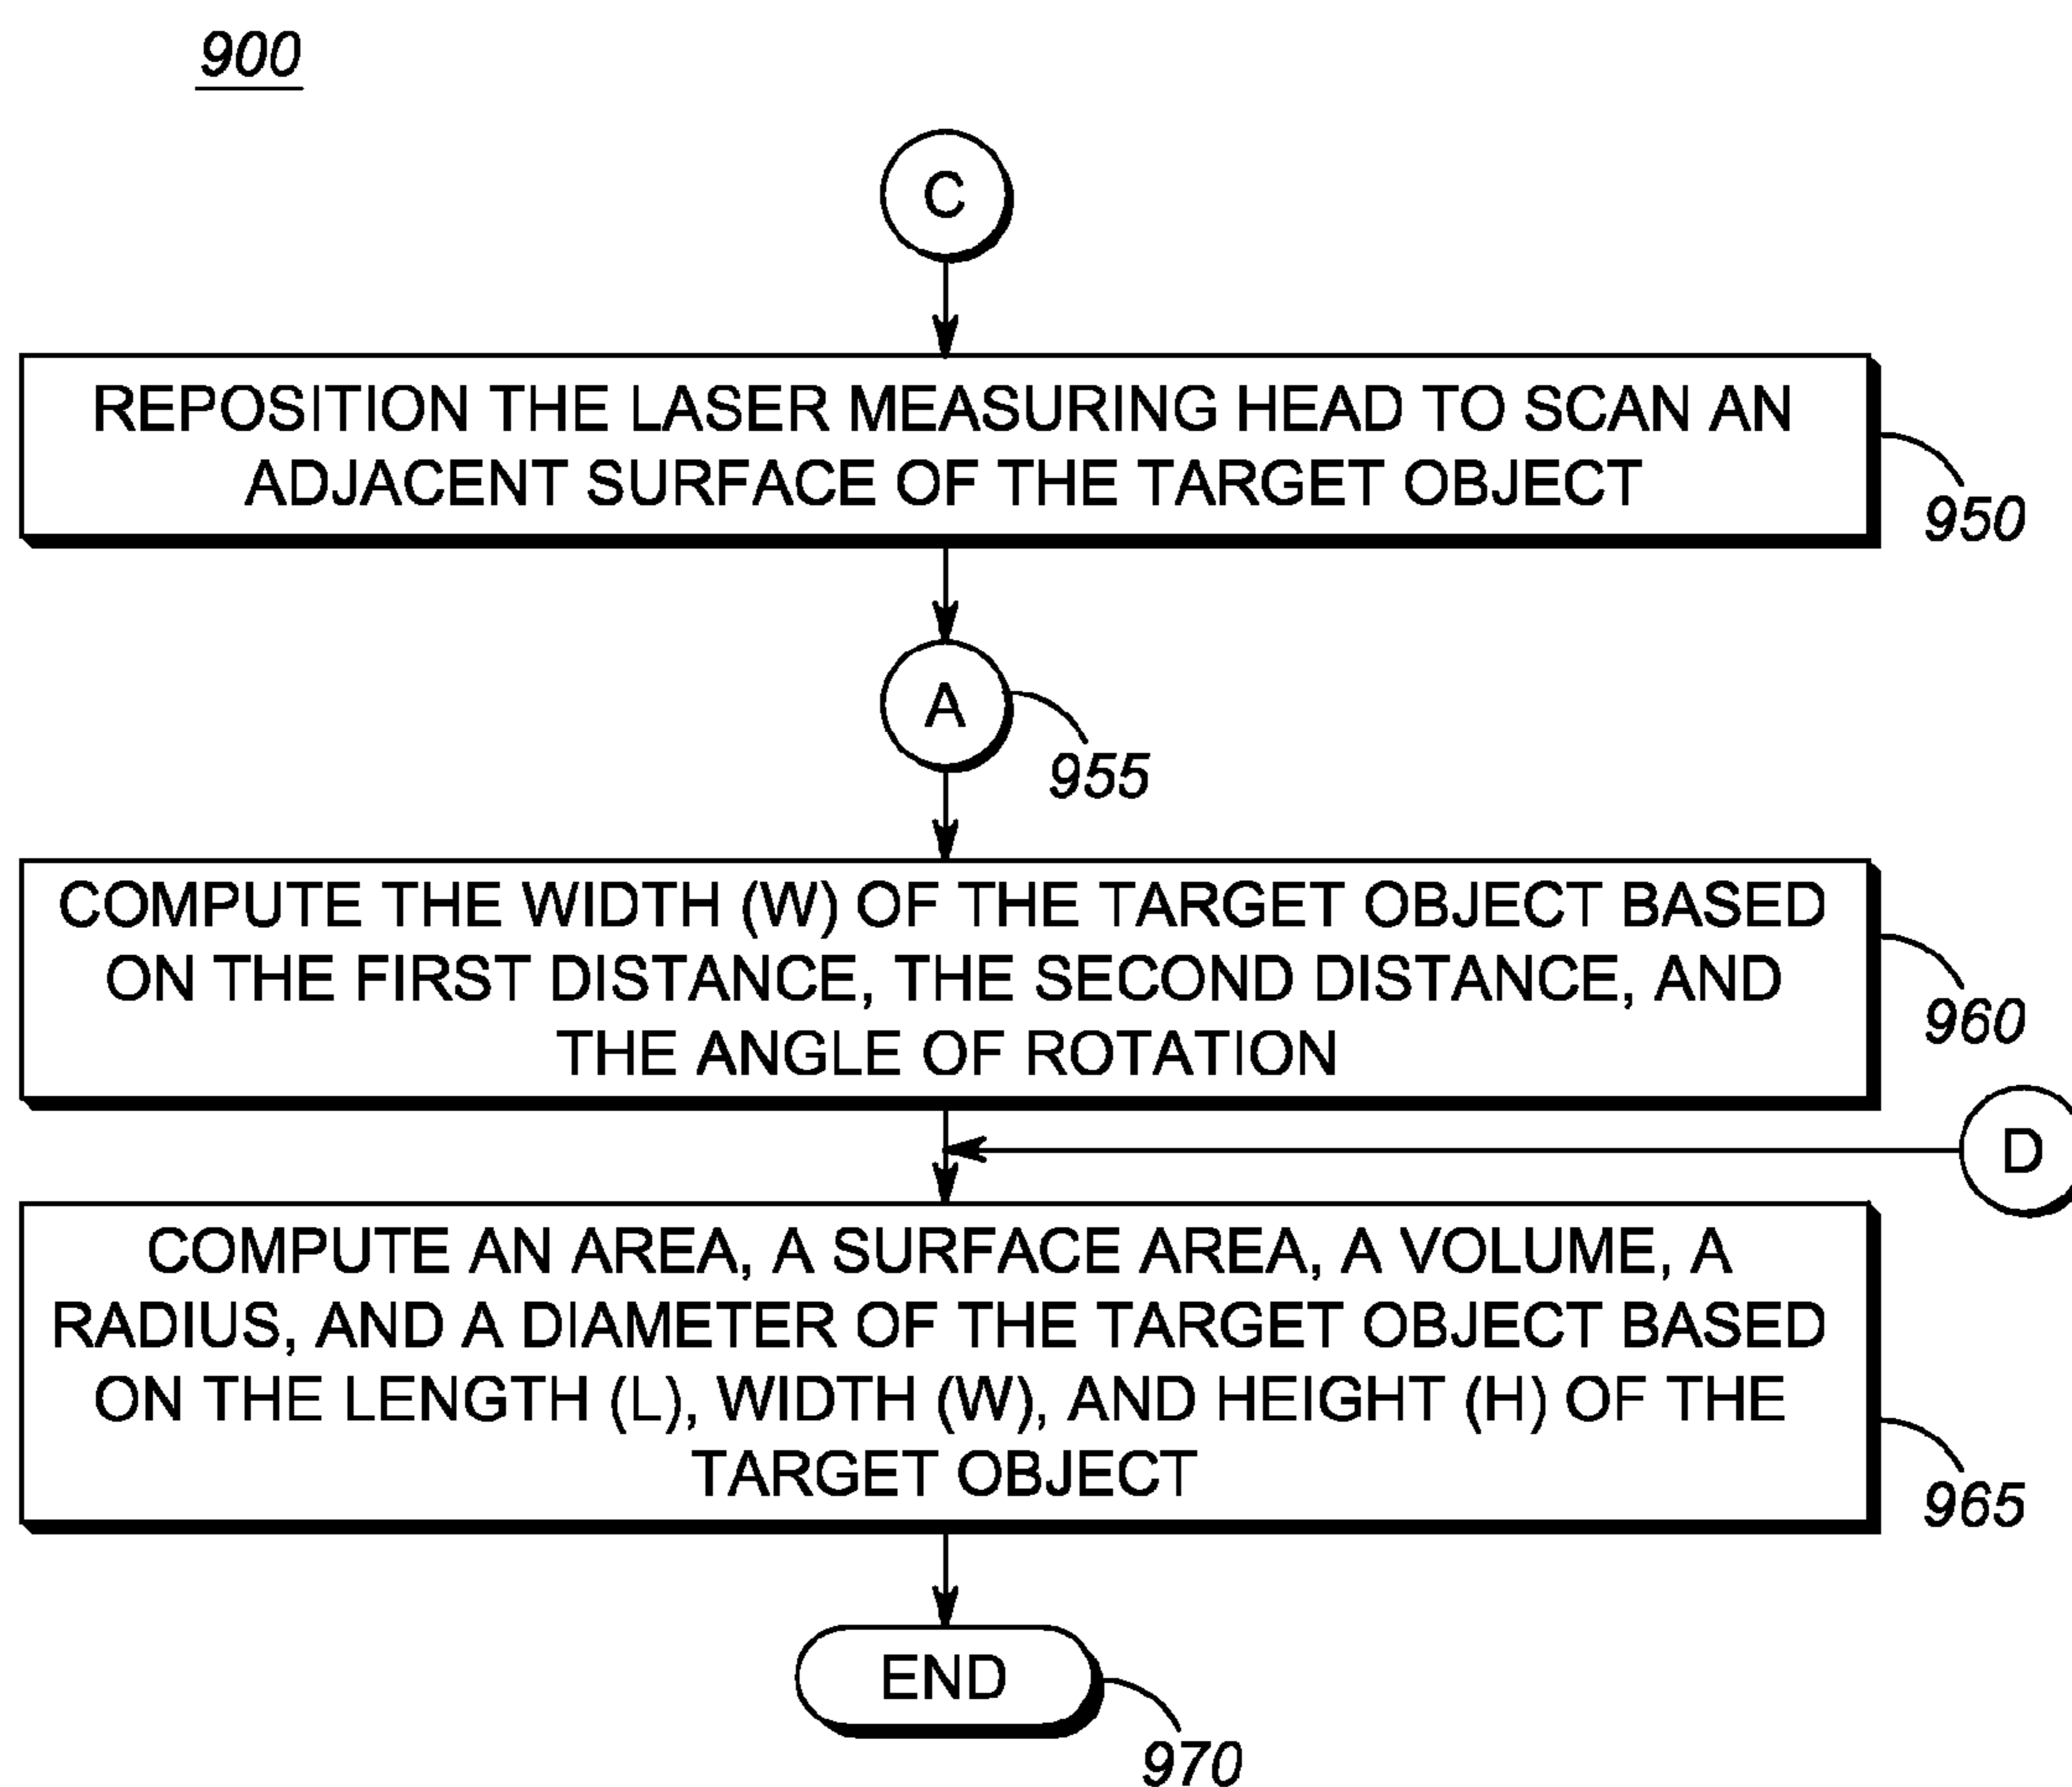 900
C
REPOSITION THE LASER MEASURING HEAD TO SCAN AN
ADJACENT SURFACE OF THE TARGET OBJECT
950
A
955
COMPUTE THE WIDTH (W) OF THE TARGET OBJECT BASED
ON THE FIRST DISTANCE, THE SECOND DISTANCE, AND
THE ANGLE OF ROTATION
960
D
COMPUTE AN AREA, A SURFACE AREA, A VOLUME, A
RADIUS, AND A DIAMETER OF THE TARGET OBJECT BASED
ON THE LENGTH (L), WIDTH (W), AND HEIGHT (H) OF THE
TARGET OBJECT
965
END
970